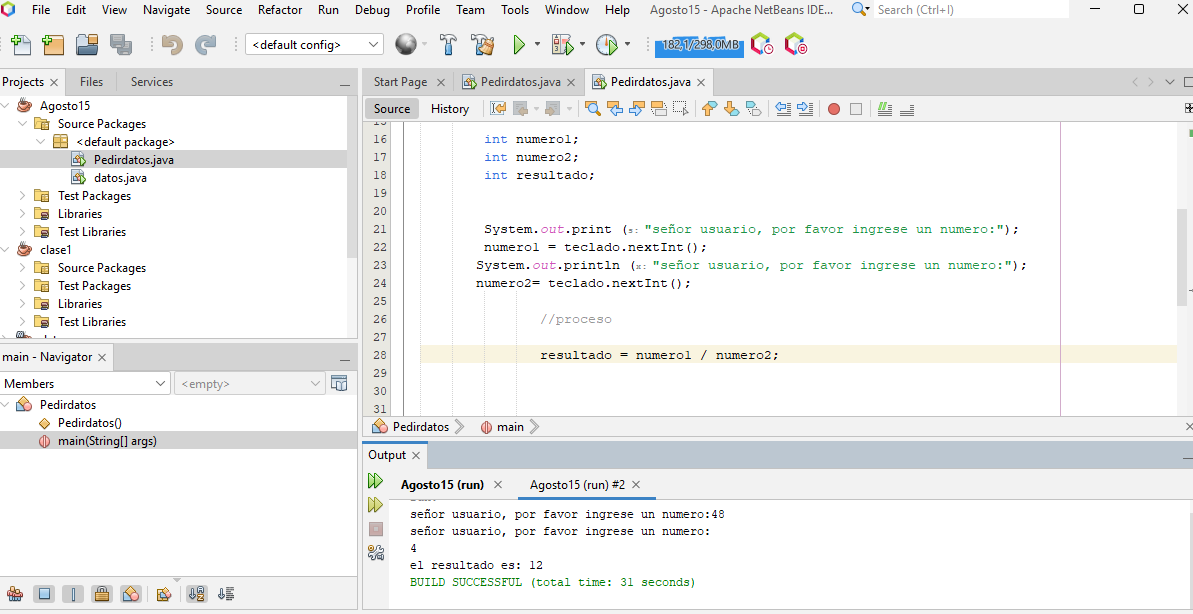 File Edit View Navigate Source Refactor Run Debug Profile Team Tools Window Help Agosto15 - Apache NetBeans IDE... Search (Ctrl+I)
<default config> 182,1/298,0MB
Projects Files Services
Agosto15
Source Packages
<default package>
Pedirdatos.java
datos.java
Test Packages
Libraries
Test Libraries
clase1
Source Packages
Test Packages
Libraries
Test Libraries
main - Navigator
Members <empty>
Pedirdatos
Pedirdatos()
main(String[] args)
Start Page Pedirdatos.java Pedirdatos.java
Source History
15
16 int numero1;
17 int numero2;
18 int resultado;
19
20
21 System.out.print (s: "señor usuario, por favor ingrese un numero:");
22 numero1 = teclado.nextInt();
23 System.out.println (x: "señor usuario, por favor ingrese un numero:");
24 numero2= teclado.nextInt();
25
26 //proceso
27
28 resultado = numero1 / numero2;
29
30
31
Pedirdatos main
Output
Agosto15 (run) Agosto15 (run) #2
señor usuario, por favor ingrese un numero:48
señor usuario, por favor ingrese un numero:
4
el resultado es: 12
BUILD SUCCESSFUL (total time: 31 seconds)